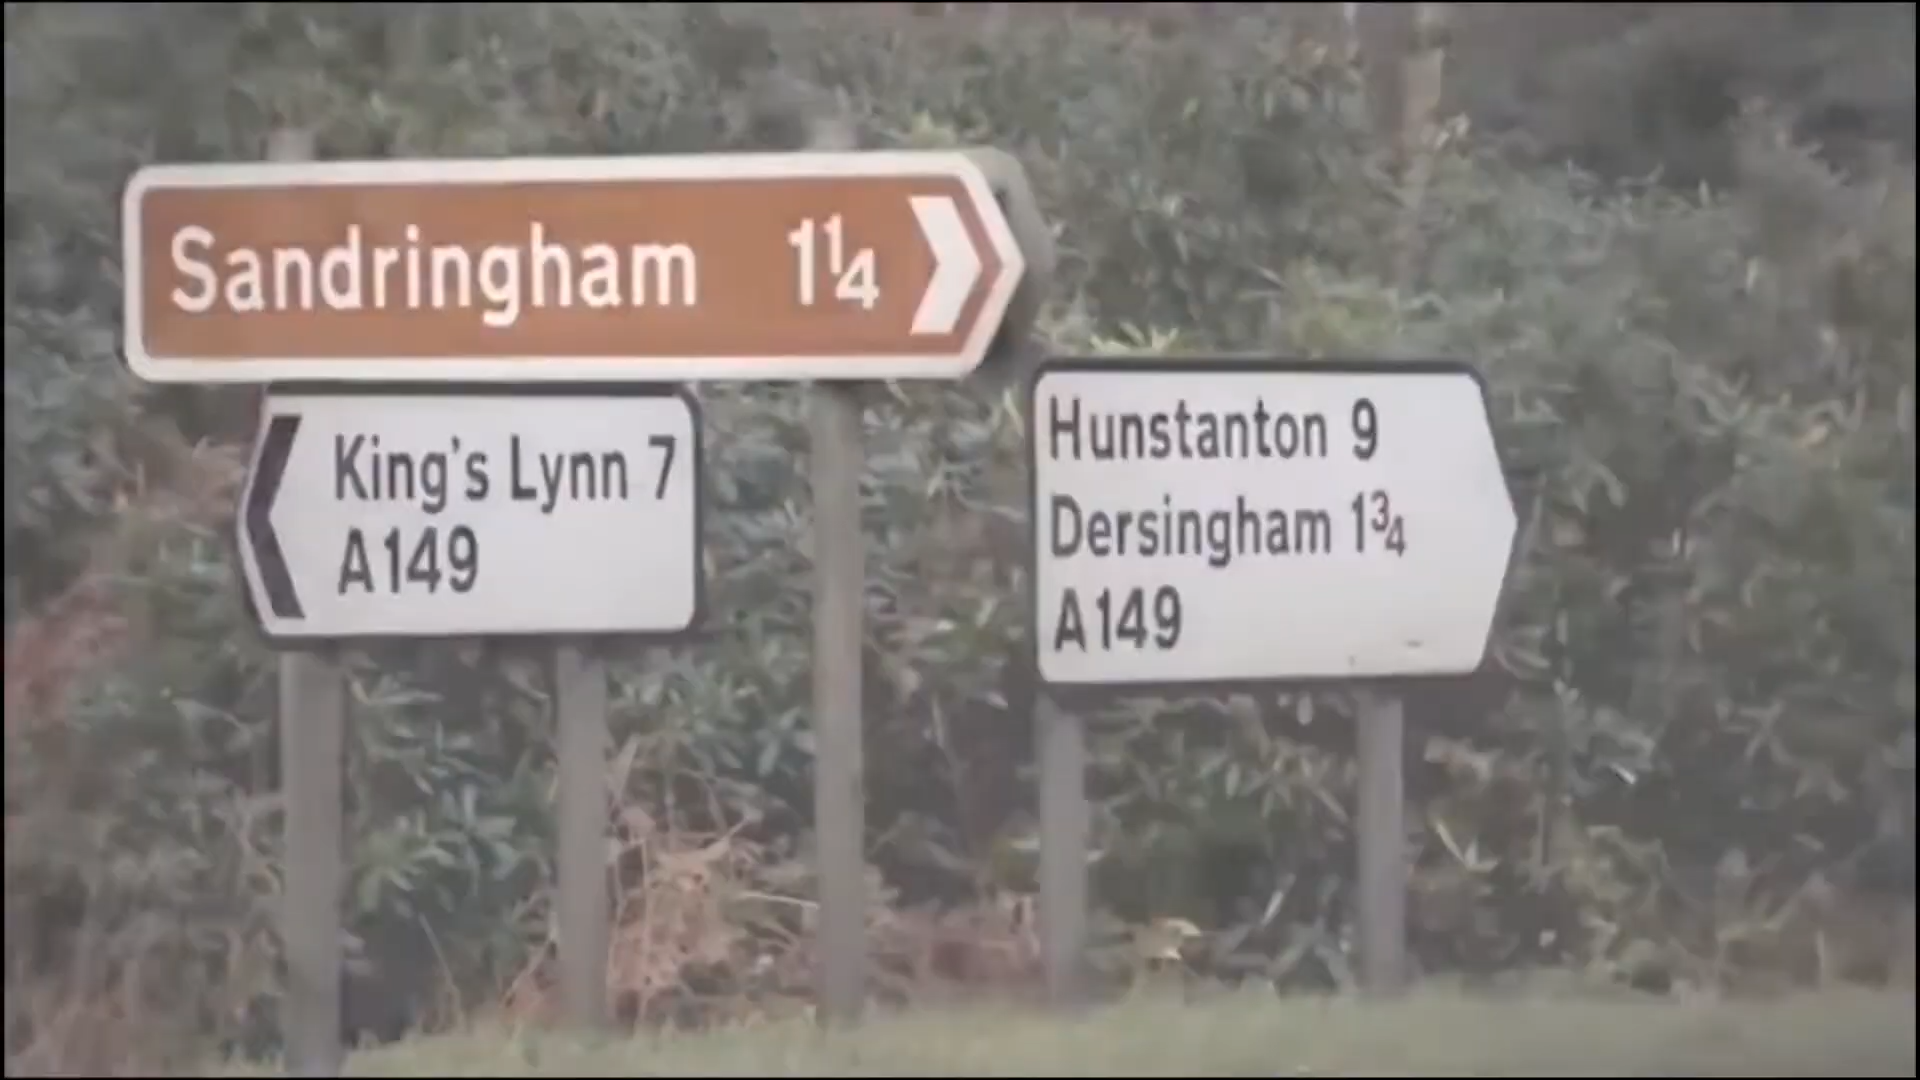 Sandringham 1¼
King's Lynn 7
A149
Hunstanton 9
Dersingham 1¾
A149